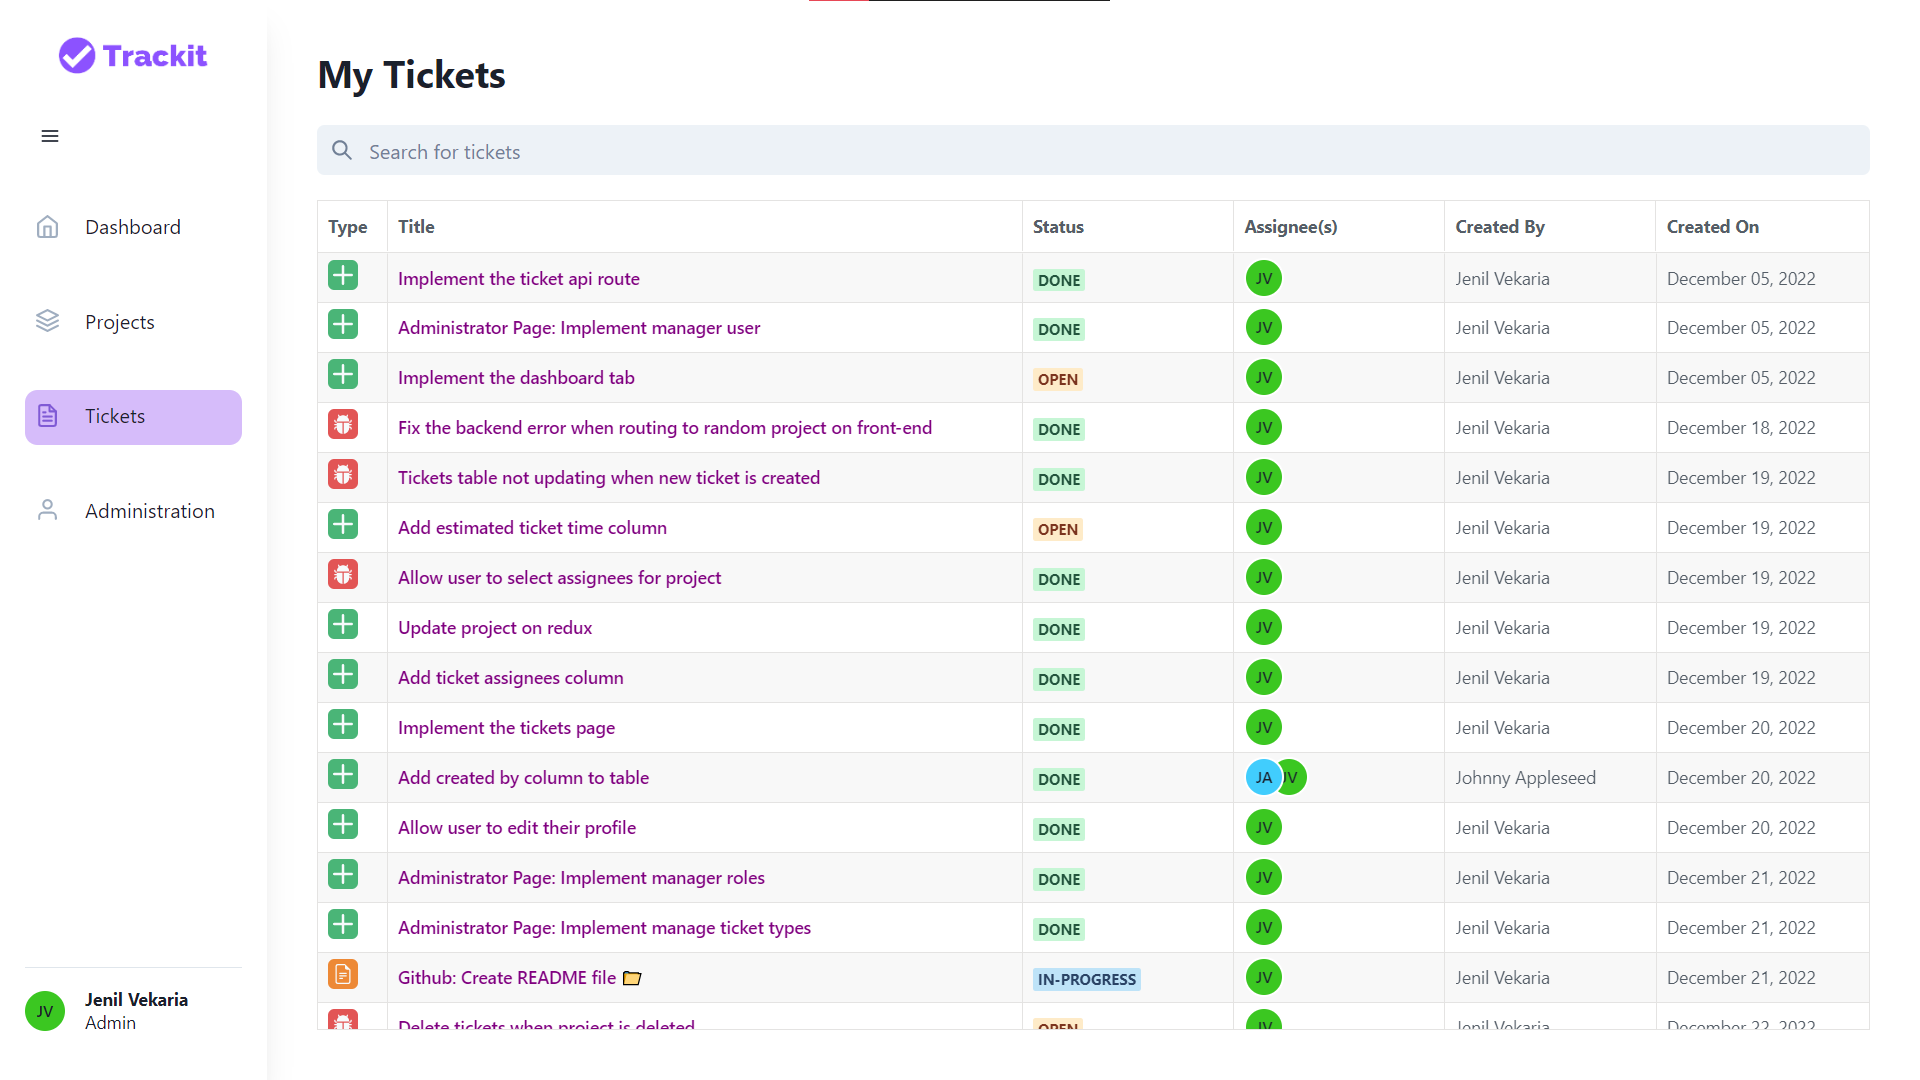 Trackit
Dashboard
Projects
Tickets
Administration
JV
Jenil Vekaria
Admin
My Tickets
Search for tickets
Type Title Status Assignee(s) Created By Created On
Implement the ticket api route DONE JV Jenil Vekaria December 05, 2022
Administrator Page: Implement manager user DONE JV Jenil Vekaria December 05, 2022
Implement the dashboard tab OPEN JV Jenil Vekaria December 05, 2022
Fix the backend error when routing to random project on front-end DONE JV Jenil Vekaria December 18, 2022
Tickets table not updating when new ticket is created DONE JV Jenil Vekaria December 19, 2022
Add estimated ticket time column OPEN JV Jenil Vekaria December 19, 2022
Allow user to select assignees for project DONE JV Jenil Vekaria December 19, 2022
Update project on redux DONE JV Jenil Vekaria December 19, 2022
Add ticket assignees column DONE JV Jenil Vekaria December 19, 2022
Implement the tickets page DONE JV Jenil Vekaria December 20, 2022
Add created by column to table DONE JA JV Johnny Appleseed December 20, 2022
Allow user to edit their profile DONE JV Jenil Vekaria December 20, 2022
Administrator Page: Implement manager roles DONE JV Jenil Vekaria December 21, 2022
Administrator Page: Implement manage ticket types DONE JV Jenil Vekaria December 21, 2022
Github: Create README file 📁 IN-PROGRESS JV Jenil Vekaria December 21, 2022
Delete tickets when project is deleted OPEN JV Jenil Vekaria December 22, 2022